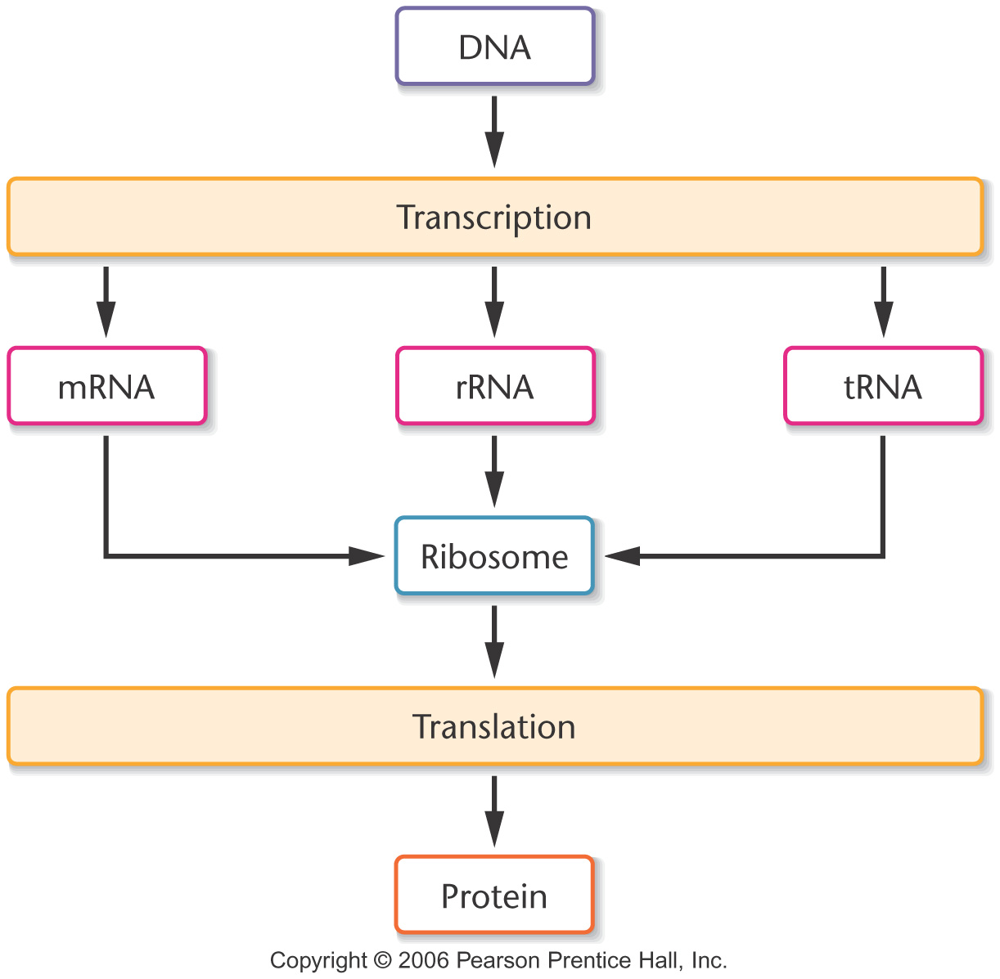 DNA
Transcription
mRNA
rRNA
tRNA
Ribosome
Translation
Protein
Copyright © 2006 Pearson Prentice Hall, Inc.